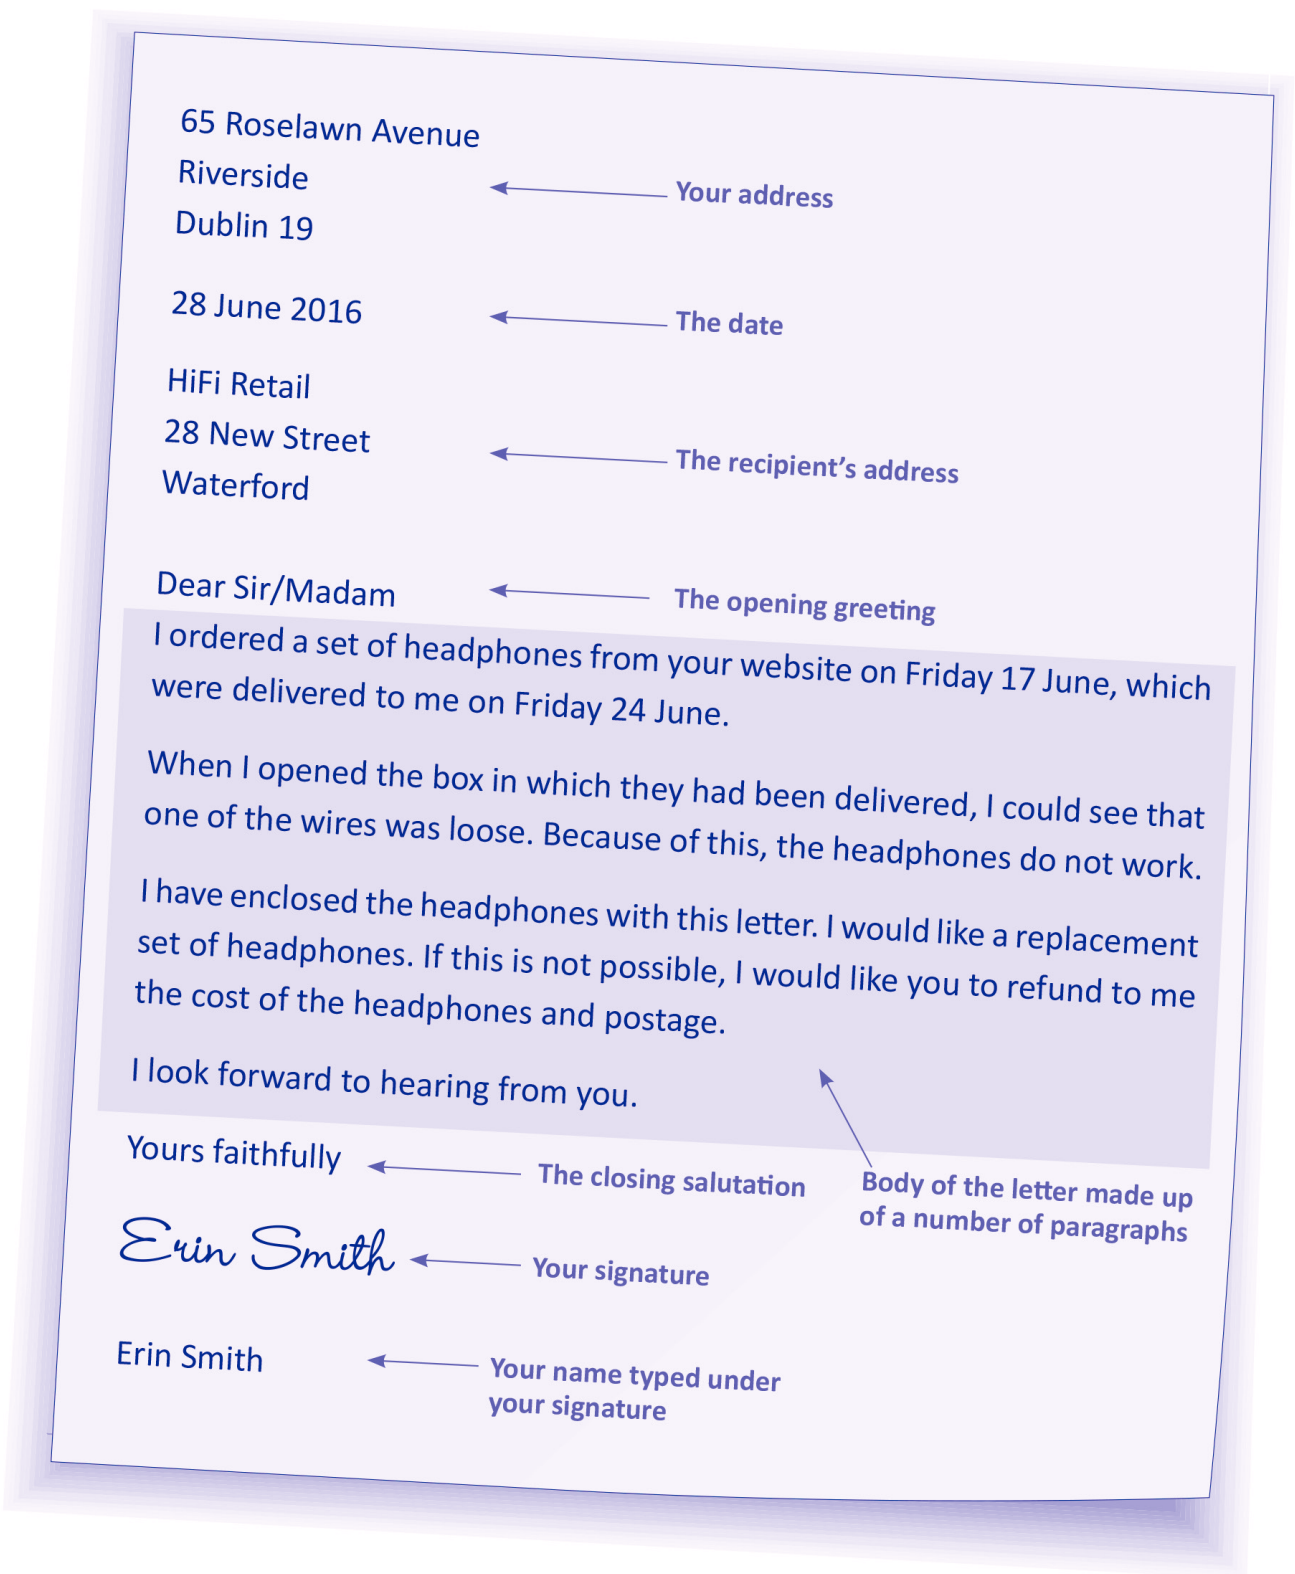 65 Roselawn Avenue
Riverside
Dublin 19
Your address
28 June 2016
The date
HiFi Retail
28 New Street
Waterford
The recipient’s address
Dear Sir/Madam
The opening greeting
I ordered a set of headphones from your website on Friday 17 June, which
were delivered to me on Friday 24 June.
When I opened the box in which they had been delivered, I could see that
one of the wires was loose. Because of this, the headphones do not work.
I have enclosed the headphones with this letter. I would like a replacement
set of headphones. If this is not possible, I would like you to refund to me
the cost of the headphones and postage.
I look forward to hearing from you.
Body of the letter made up
of a number of paragraphs
Yours faithfully
The closing salutation
Erin Smith
Your signature
Erin Smith
Your name typed under
your signature